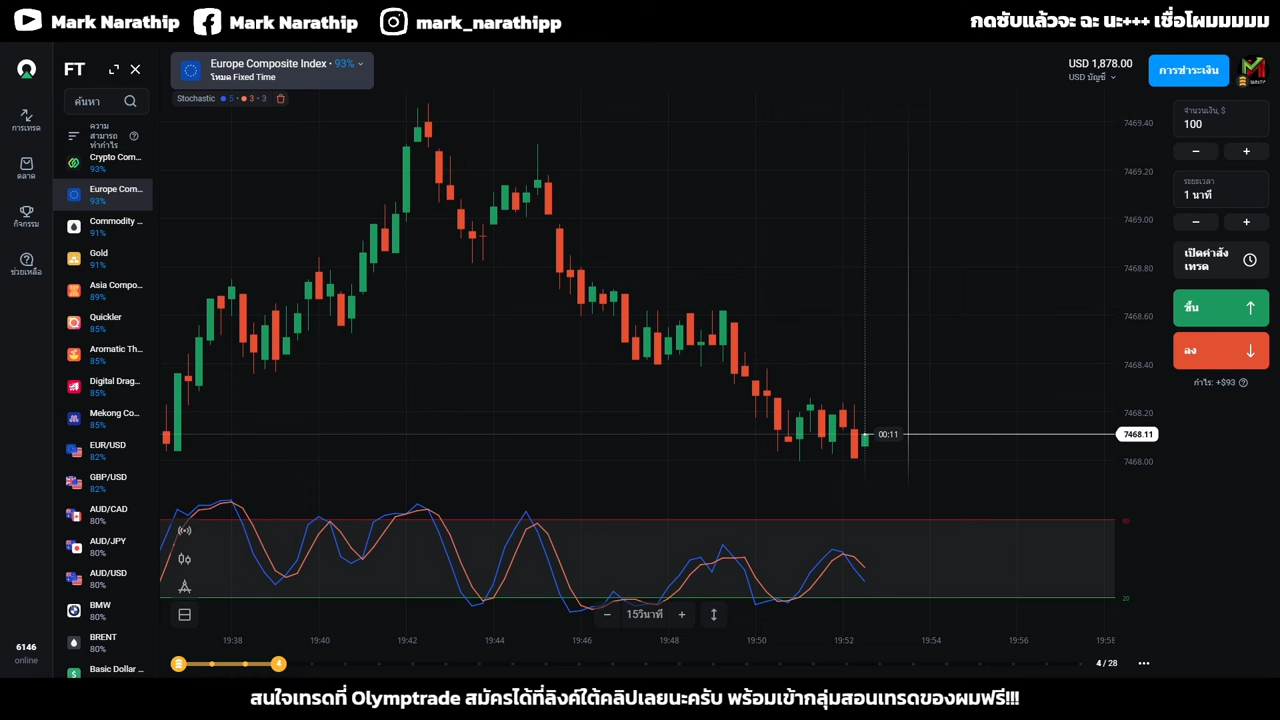 Mark Narathip Mark Narathip mark_narathipp กดซับแล้วจะ ฉะ นะ+++ เชื่อโผมมมมม
FT
Europe Composite Index • 93%
โหมด Fixed Time
USD 1,878.00
USD บัญชี
การชำระเงิน
Stochastic 5 • 3 • 3
การเทรด
ตลาด
กิจกรรม
ช่วยเหลือ
6146
online
ค้นหา
ความ
สามารถ
ทำกำไร
Crypto Com...
93%
Europe Com...
93%
Commodity ...
91%
Gold
91%
Asia Compo...
89%
Quickler
85%
Aromatic Th...
85%
Digital Drag...
85%
Mekong Co...
85%
EUR/USD
82%
GBP/USD
82%
AUD/CAD
80%
AUD/JPY
80%
AUD/USD
80%
BMW
80%
BRENT
80%
Basic Dollar ...
7469.40
7469.20
7469.00
7468.80
7468.60
7468.40
7468.20
00:11
7468.11
7468.00
80
20
15วินาที
19:38 19:40 19:42 19:44 19:46 19:48 19:50 19:52 19:54 19:56 19:58
4
4 / 28
จำนวนเงิน, $
100
ระยะเวลา
1 นาที
เปิดคำสั่ง
เทรด
ขึ้น
ลง
กำไร: +$93
สนใจเทรดที่ Olymptrade สมัครได้ที่ลิงค์ใต้คลิปเลยนะครับ พร้อมเข้ากลุ่มสอนเทรดของผมฟรี!!!